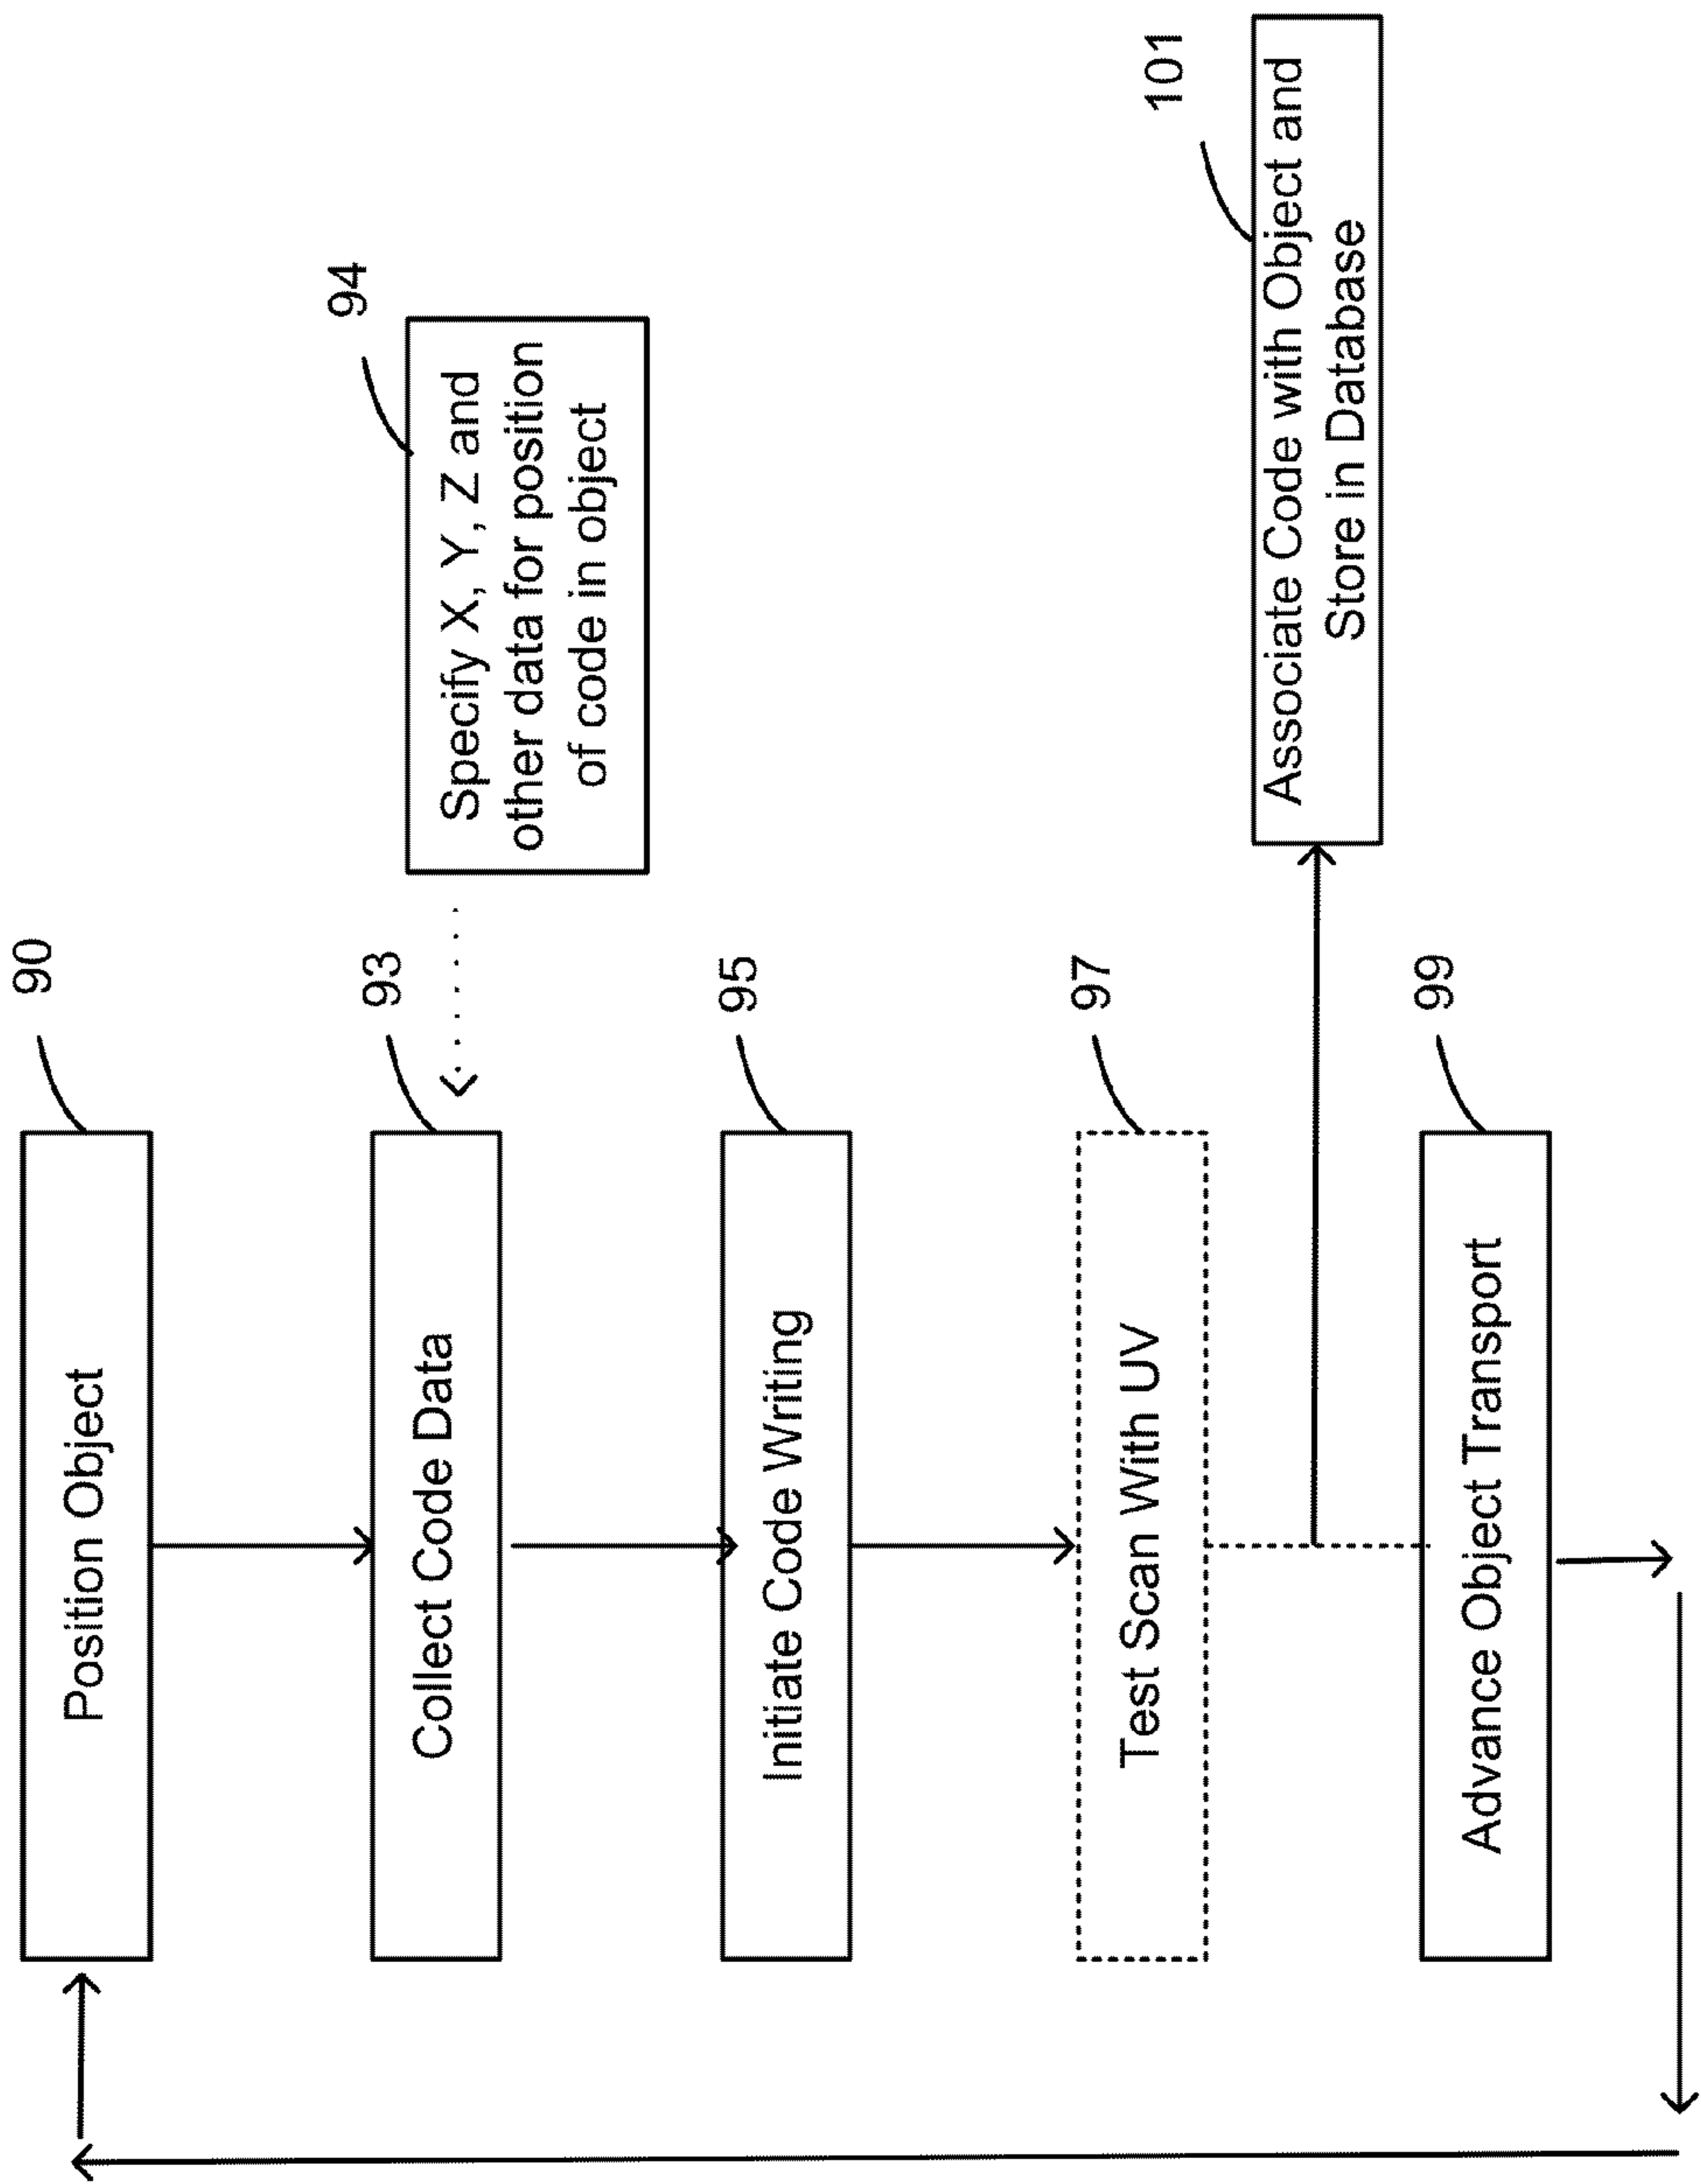 90
Position Object
94
93
Specify X, Y, Z and
other data for position
of code in object
Collect Code Data
95
Initiate Code Writing
97
Test Scan With UV
101
Associate Code with Object and
Store in Database
99
Advance Object Transport